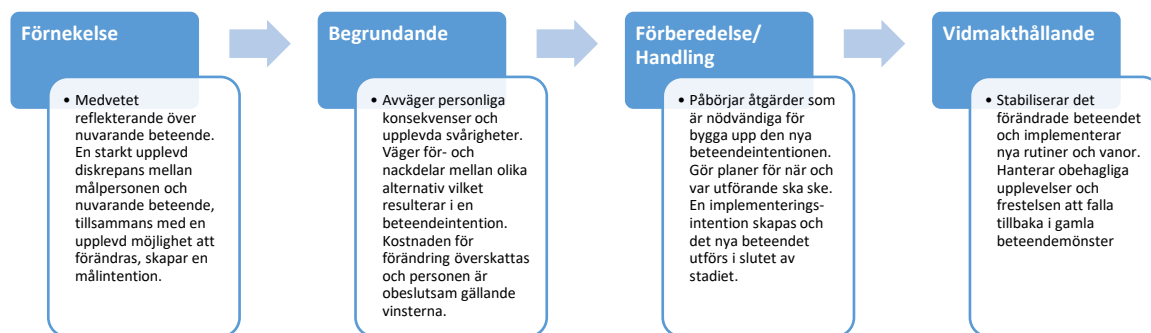 Förnekelse
• Medvetet
reflekterande över
nuvarande beteende.
En starkt upplevd
diskrepans mellan
målpersonen och
nuvarande beteende,
tillsammans med en
upplevd möjlighet att
förändras, skapar en
målintention.
Begrundande
• Avväger personliga
konsekvenser och
upplevda svårigheter.
Väger för- och
nackdelar mellan olika
alternativ vilket
resulterar i en
beteendeintention.
Kostnaden för
förändring överskattas
och personen är
obeslutsam gällande
vinsterna.
Förberedelse/
Handling
• Påbörjar åtgärder som
är nödvändiga för
bygga upp den nya
beteendeintentionen.
Gör planer för när och
var utförande ska ske.
En implementerings-
intention skapas och
det nya beteendet
utförs i slutet av
stadiet.
Vidmakthållande
• Stabiliserar det
förändrade beteendet
och implementerar
nya rutiner och vanor.
Hanterar obehagliga
upplevelser och
frestelsen att falla
tillbaka i gamla
beteendemönster